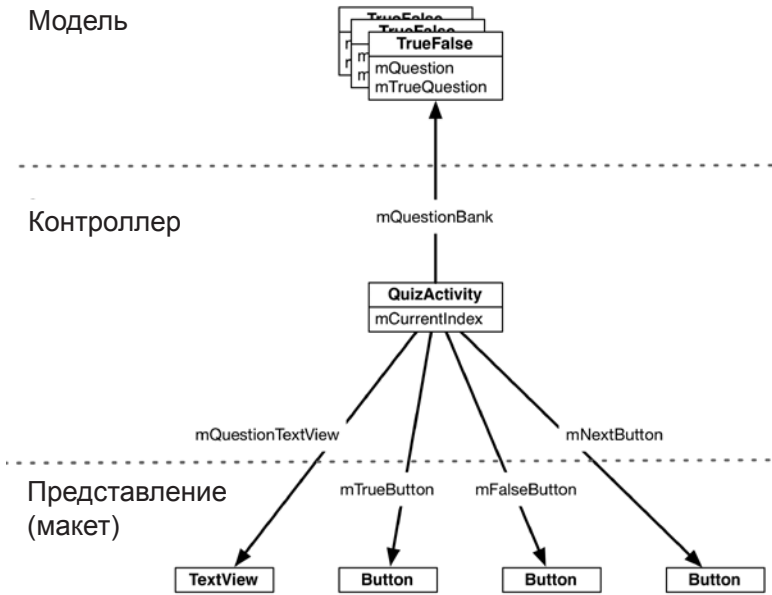 Модель
TrueFalse
TrueFalse
TrueFalse
m
m
m
m
mQuestion
mTrueQuestion
mQuestionBank
Контроллер
QuizActivity
mCurrentIndex
mQuestionTextView
mNextButton
Представление
(макет)
mTrueButton
mFalseButton
TextView
Button
Button
Button